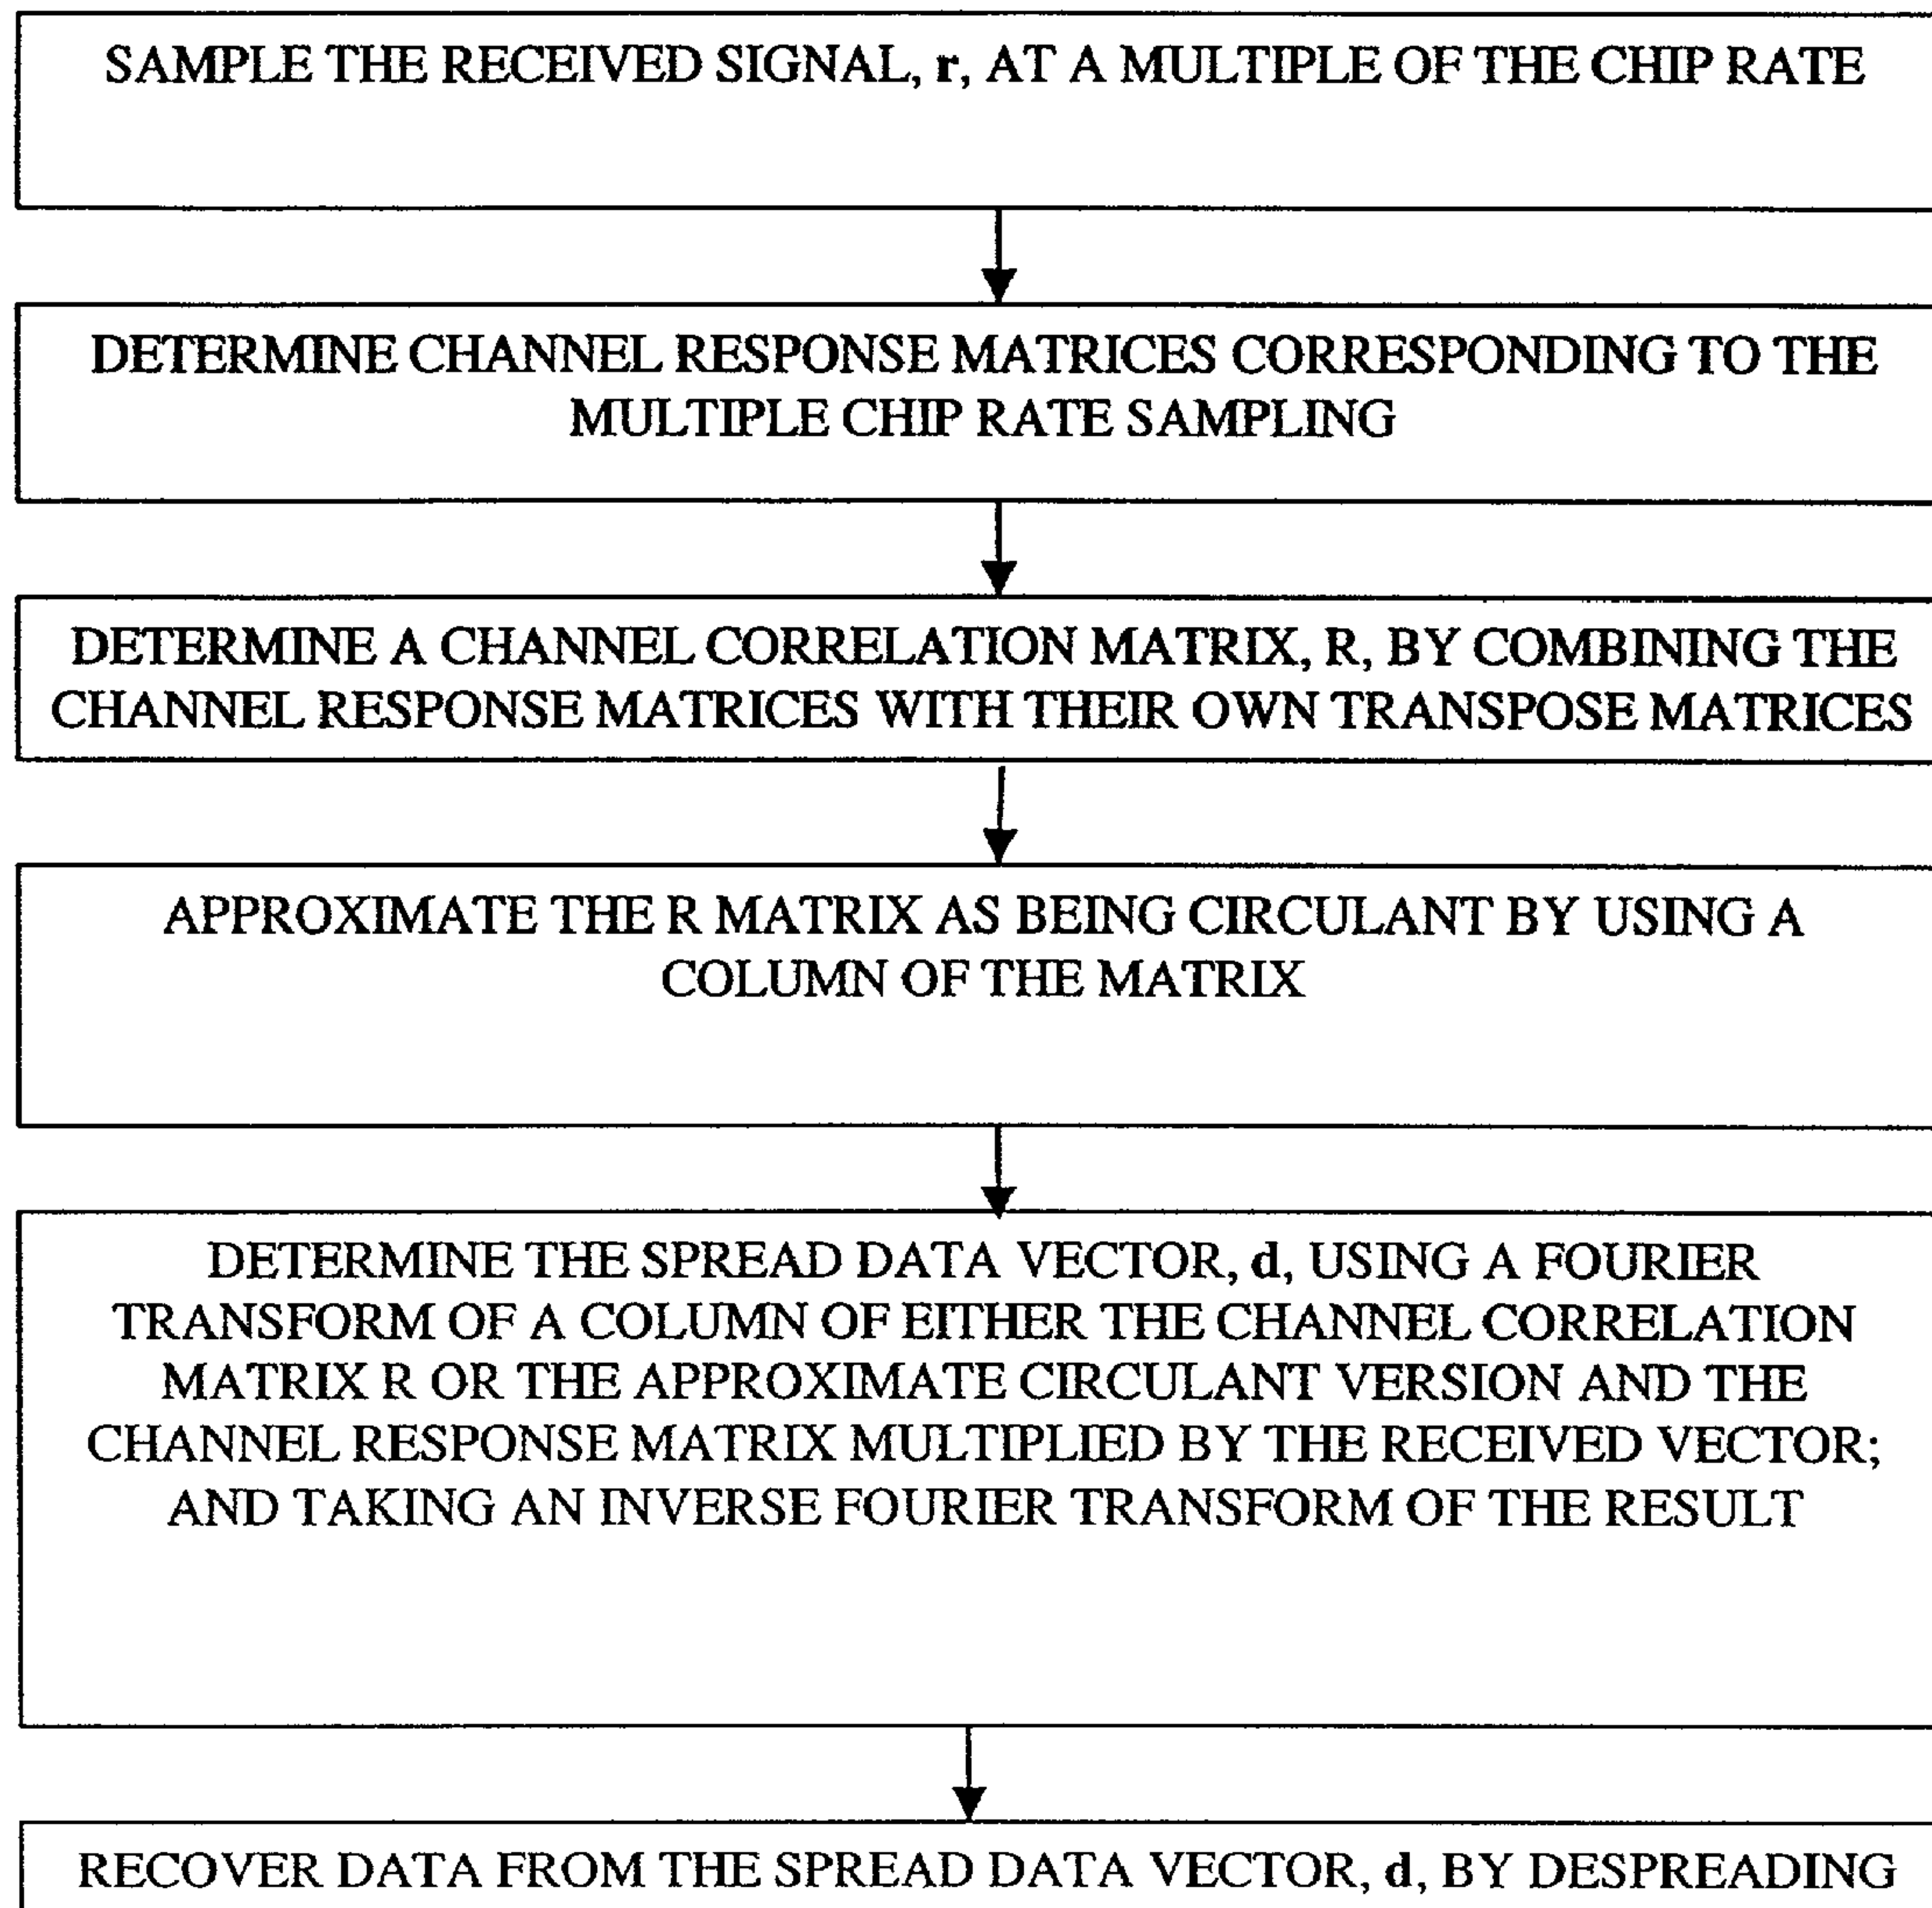 SAMPLE THE RECEIVED SIGNAL, r, AT A MULTIPLE OF THE CHIP RATE
DETERMINE CHANNEL RESPONSE MATRICES CORRESPONDING TO THE
MULTIPLE CHIP RATE SAMPLING
DETERMINE A CHANNEL CORRELATION MATRIX, R, BY COMBINING THE
CHANNEL RESPONSE MATRICES WITH THEIR OWN TRANSPOSE MATRICES
APPROXIMATE THE R MATRIX AS BEING CIRCULANT BY USING A
COLUMN OF THE MATRIX
DETERMINE THE SPREAD DATA VECTOR, d, USING A FOURIER
TRANSFORM OF A COLUMN OF EITHER THE CHANNEL CORRELATION
MATRIX R OR THE APPROXIMATE CIRCULANT VERSION AND THE
CHANNEL RESPONSE MATRIX MULTIPLIED BY THE RECEIVED VECTOR;
AND TAKING AN INVERSE FOURIER TRANSFORM OF THE RESULT
RECOVER DATA FROM THE SPREAD DATA VECTOR, d, BY DESPREADING